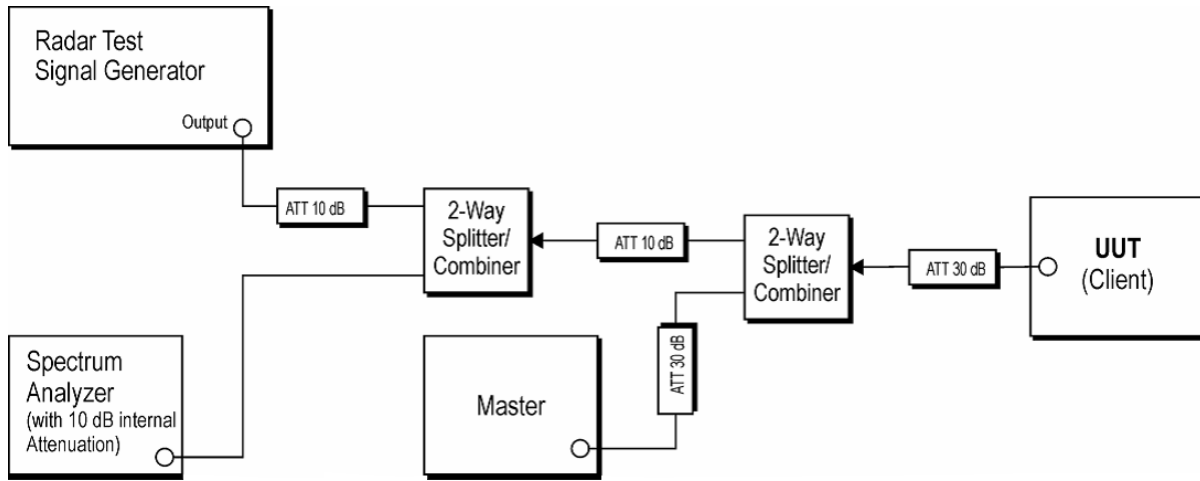 Radar Test
Signal Generator
Output
ATT 10 dB
2-Way
Splitter/
Combiner
ATT 10 dB
2-Way
Splitter/
Combiner
ATT 30 dB
UUT
(Client)
Spectrum
Analyzer
(with 10 dB internal
Attenuation)
Master
ATT 30 dB